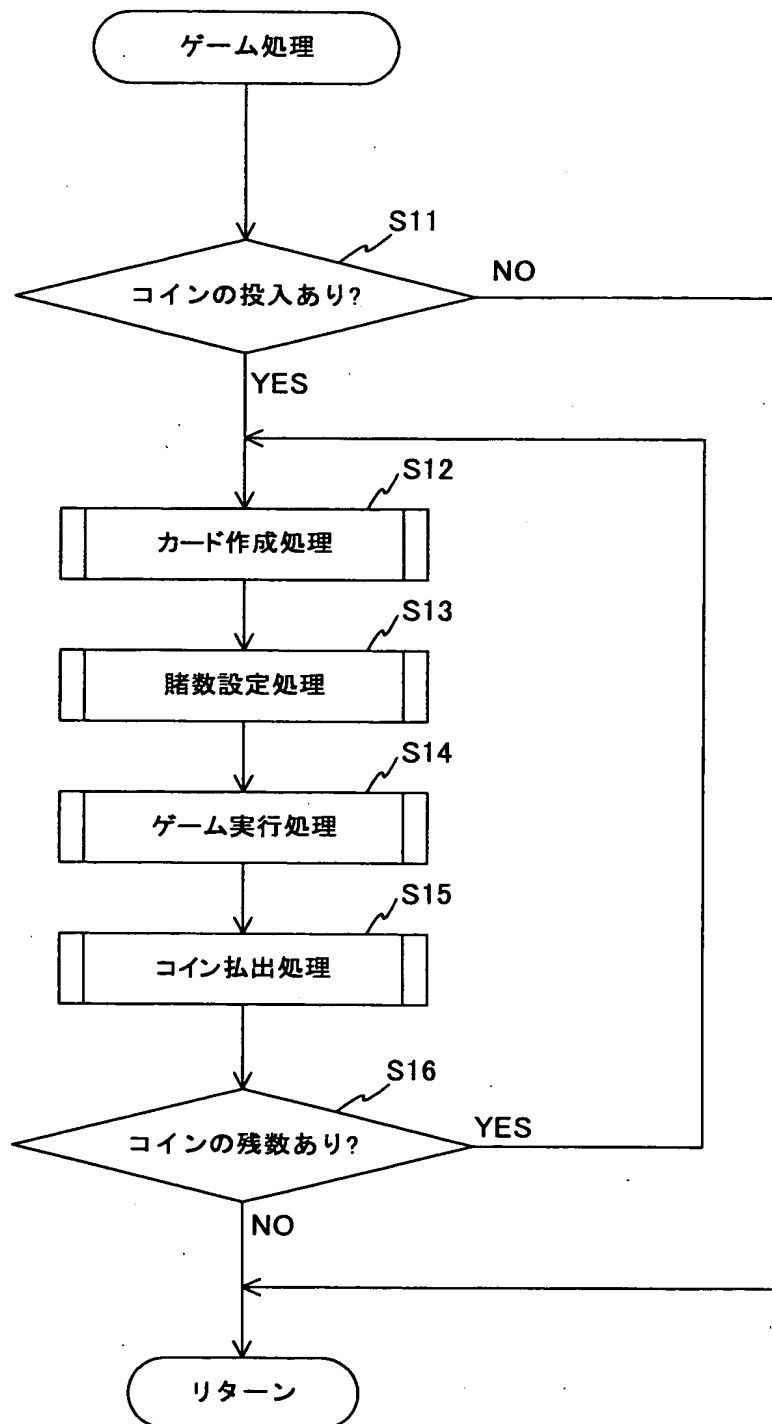 ゲーム処理
S11
コインの投入あり?
NO
YES
S12
カード作成処理
S13
賭数設定処理
S14
ゲーム実行処理
S15
コイン払出処理
S16
コインの残数あり?
YES
NO
リターン